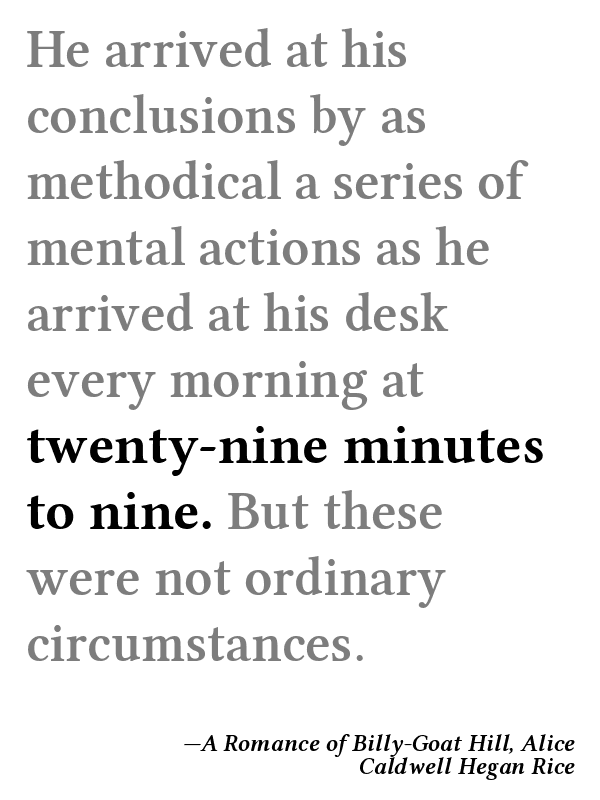 He arrived at his
conclusions by as
methodical a series of
mental actions as he
arrived at his desk
every morning at
twenty-nine minutes
to nine. But these
were not ordinary
circumstances.
—A Romance of Billy-Goat Hill, Alice
Caldwell Hegan Rice